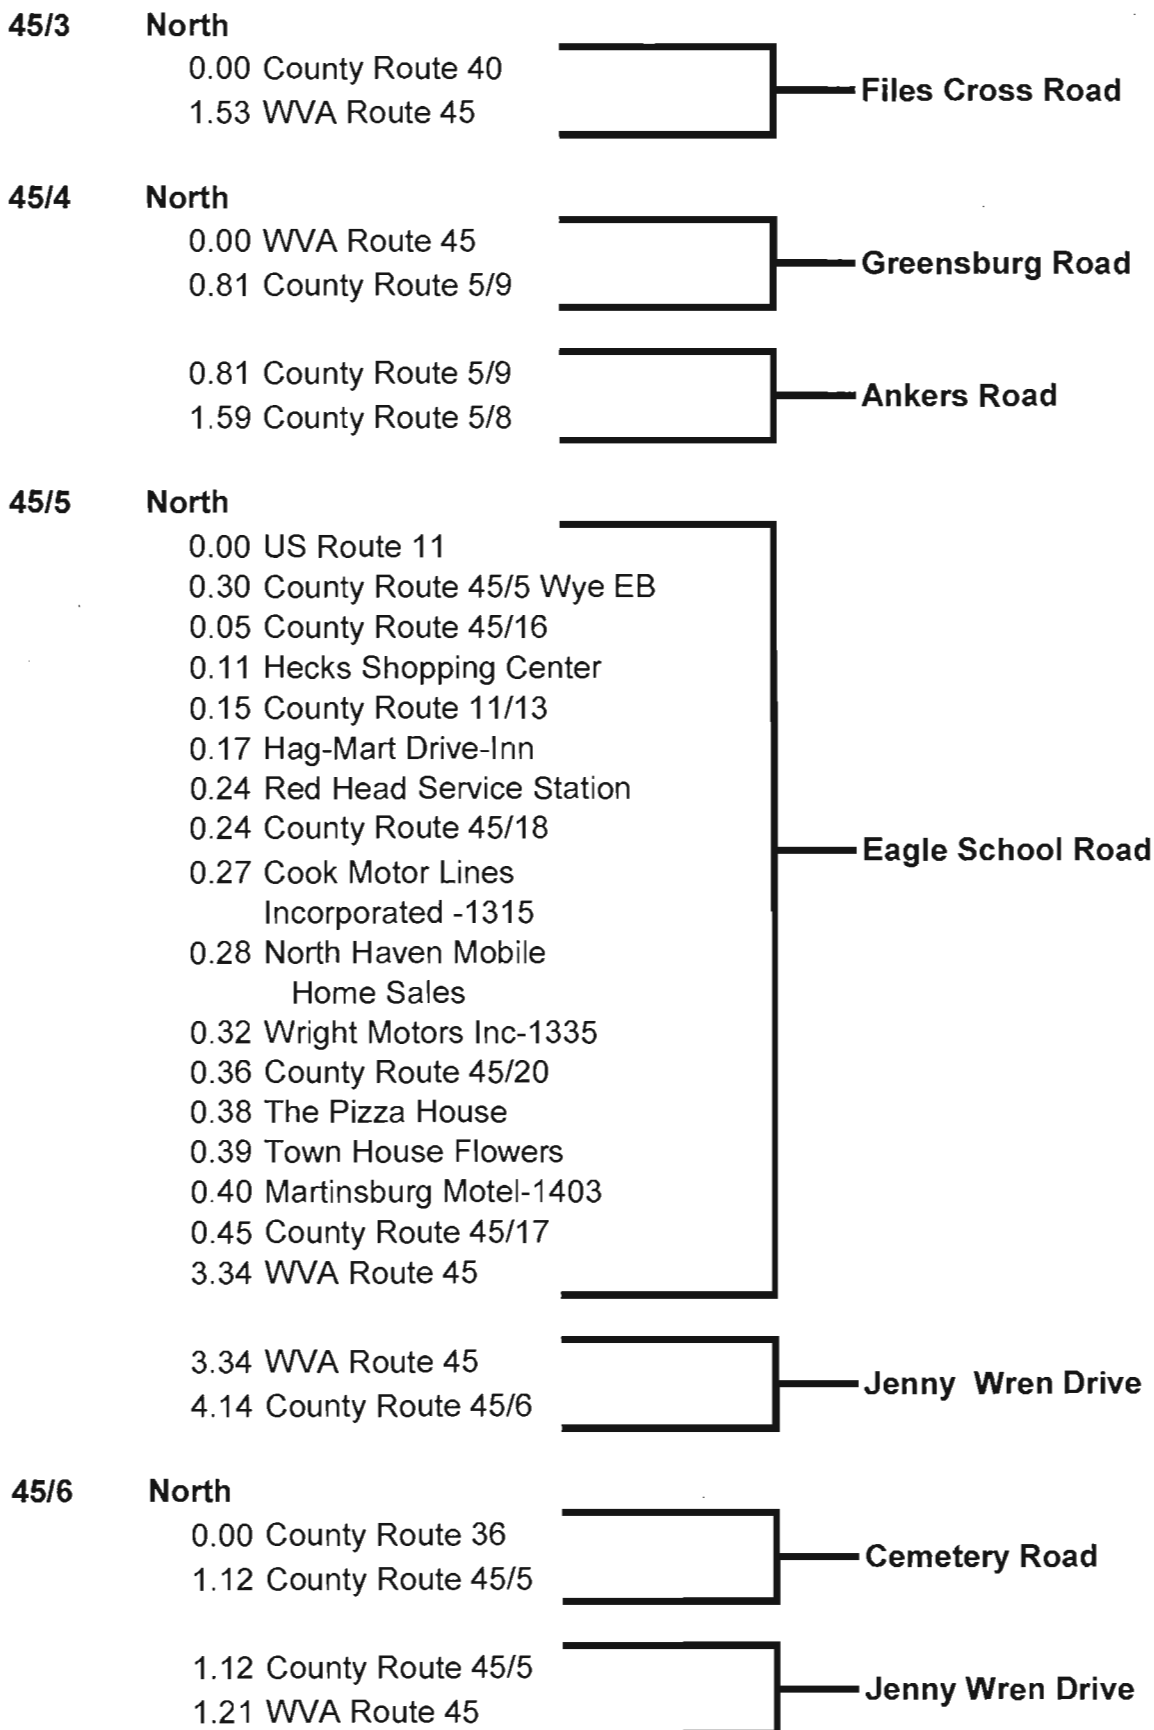 45/3 North
0.00 County Route 40
1.53 WVA Route 45
Files Cross Road
45/4 North
0.00 WVA Route 45
0.81 County Route 5/9
Greensburg Road
0.81 County Route 5/9
1.59 County Route 5/8
Ankers Road
45/5 North
0.00 US Route 11
0.30 County Route 45/5 Wye EB
0.05 County Route 45/16
0.11 Hecks Shopping Center
0.15 County Route 11/13
0.17 Hag-Mart Drive-Inn
0.24 Red Head Service Station
0.24 County Route 45/18
0.27 Cook Motor Lines
Incorporated -1315
0.28 North Haven Mobile
Home Sales
0.32 Wright Motors Inc-1335
0.36 County Route 45/20
0.38 The Pizza House
0.39 Town House Flowers
0.40 Martinsburg Motel-1403
0.45 County Route 45/17
3.34 WVA Route 45
Eagle School Road
3.34 WVA Route 45
4.14 County Route 45/6
Jenny Wren Drive
45/6 North
0.00 County Route 36
1.12 County Route 45/5
Cemetery Road
1.12 County Route 45/5
1.21 WVA Route 45
Jenny Wren Drive